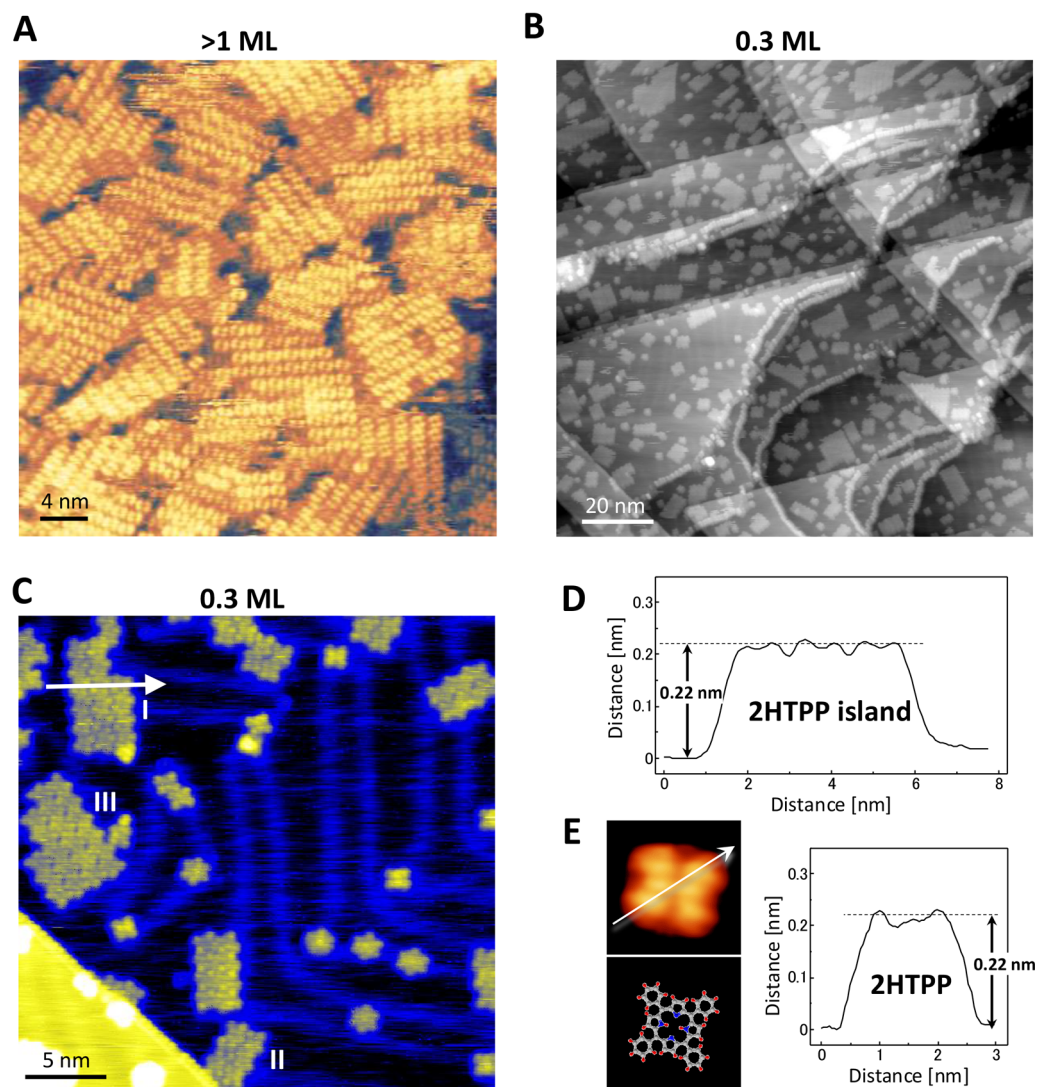 A
>1 ML
4 nm
B
0.3 ML
20 nm
C
0.3 ML
I
III
II
5 nm
D
Distance [nm]
0.3
0.2
0.1
0
0.22 nm
2HTPP island
0 2 4 6 8
Distance [nm]
E
Distance [nm]
0.3
0.2
0.1
0
0.22 nm
2HTPP
0 1 2 3
Distance [nm]